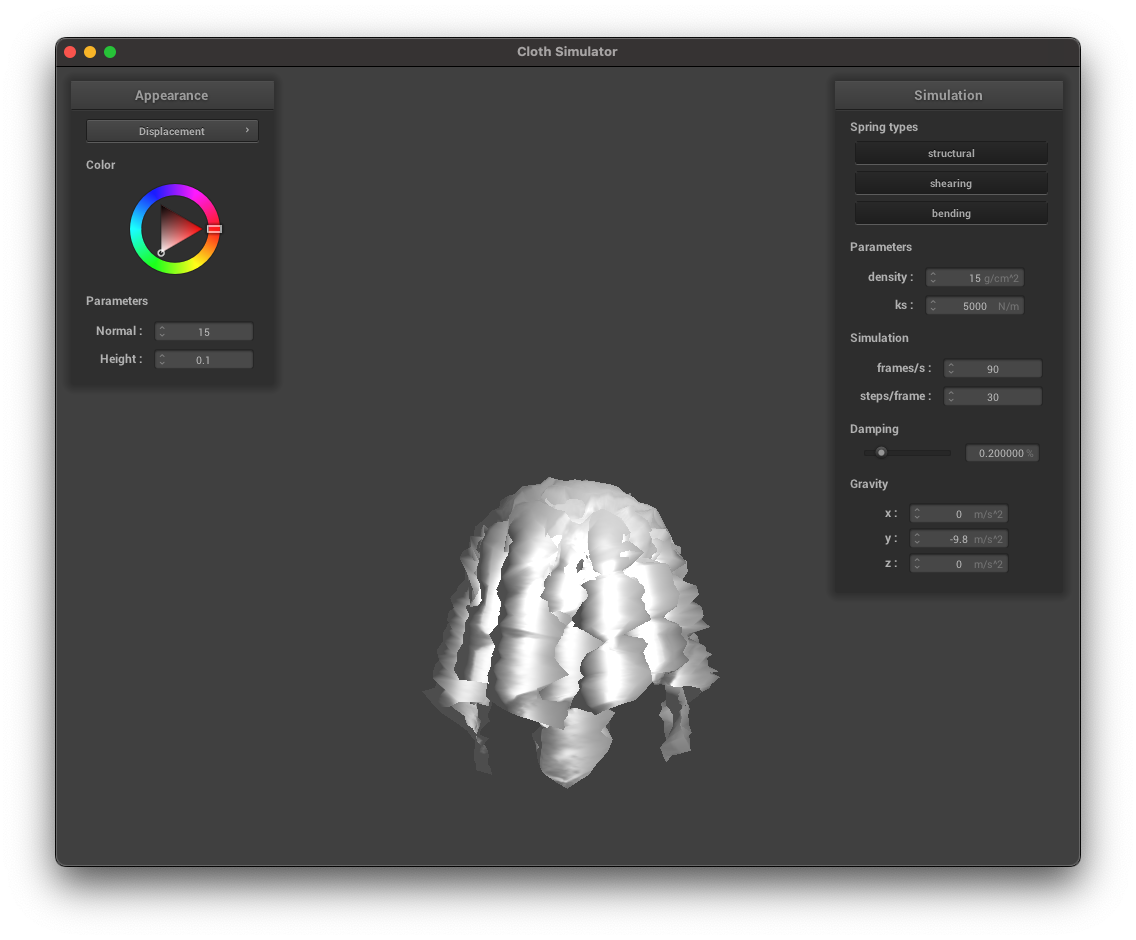 Cloth Simulator
Appearance
Displacement
Color
Parameters
Normal : 15
Height : 0.1
Simulation
Spring types
structural
shearing
bending
Parameters
density : 15 g/cm^2
ks : 5000 N/m
Simulation
frames/s : 90
steps/frame : 30
Damping
0.200000 %
Gravity
x : 0 m/s^2
y : -9.8 m/s^2
z : 0 m/s^2